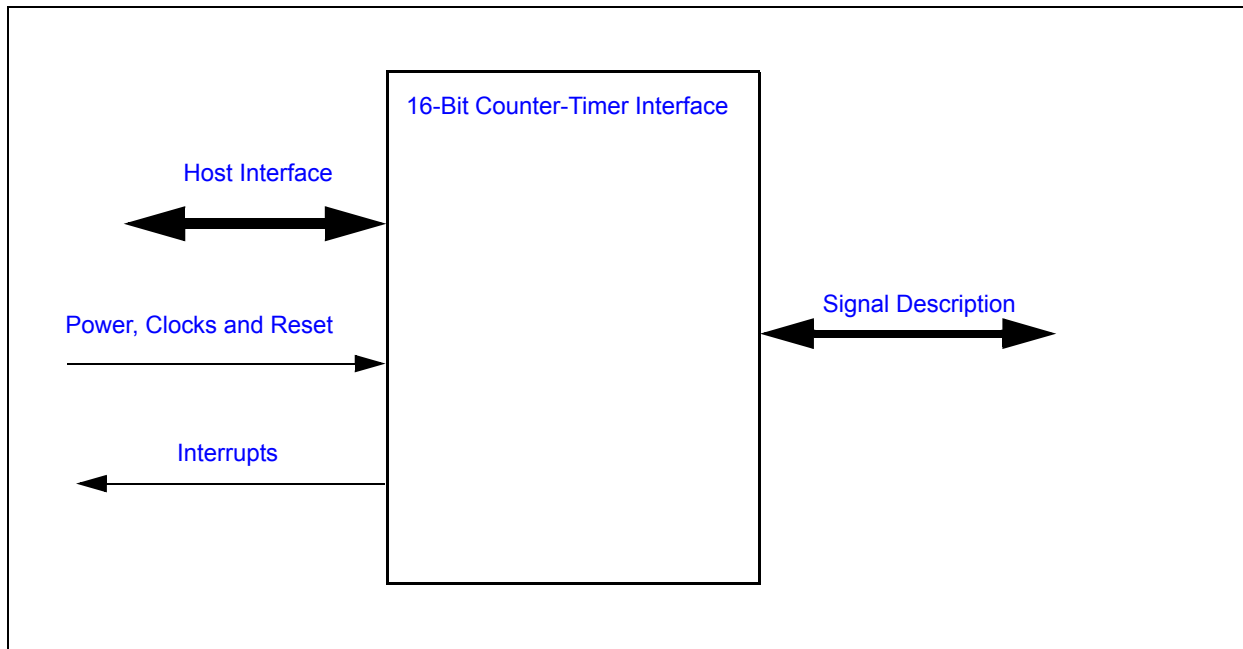 16-Bit Counter-Timer Interface
Host Interface
Signal Description
Power, Clocks and Reset
Interrupts